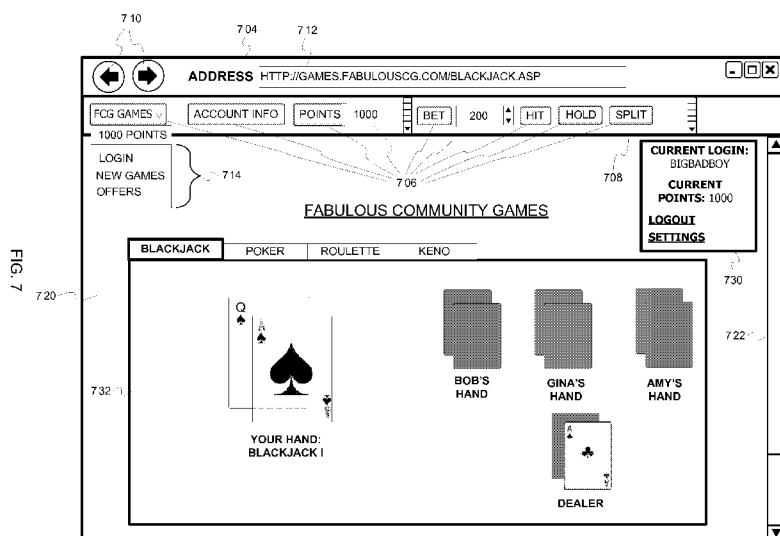 710
704
712
ADDRESS HTTP://GAMES.FABULOUSCG.COM/BLACKJACK.ASP
FCG GAMES ACCOUNT INFO POINTS 1000 BET 200 HIT HOLD SPLIT
1000 POINTS
LOGIN
NEW GAMES
OFFERS
714
706
708
CURRENT LOGIN:
BIGBADBOY
CURRENT
POINTS: 1000
LOGOUT
SETTINGS
730
FABULOUS COMMUNITY GAMES
BLACKJACK POKER ROULETTE KENO
FIG. 7
720
722
732
Q
A
A
YOUR HAND:
BLACKJACK !
BOB'S
HAND
GINA'S
HAND
AMY'S
HAND
A
A
DEALER